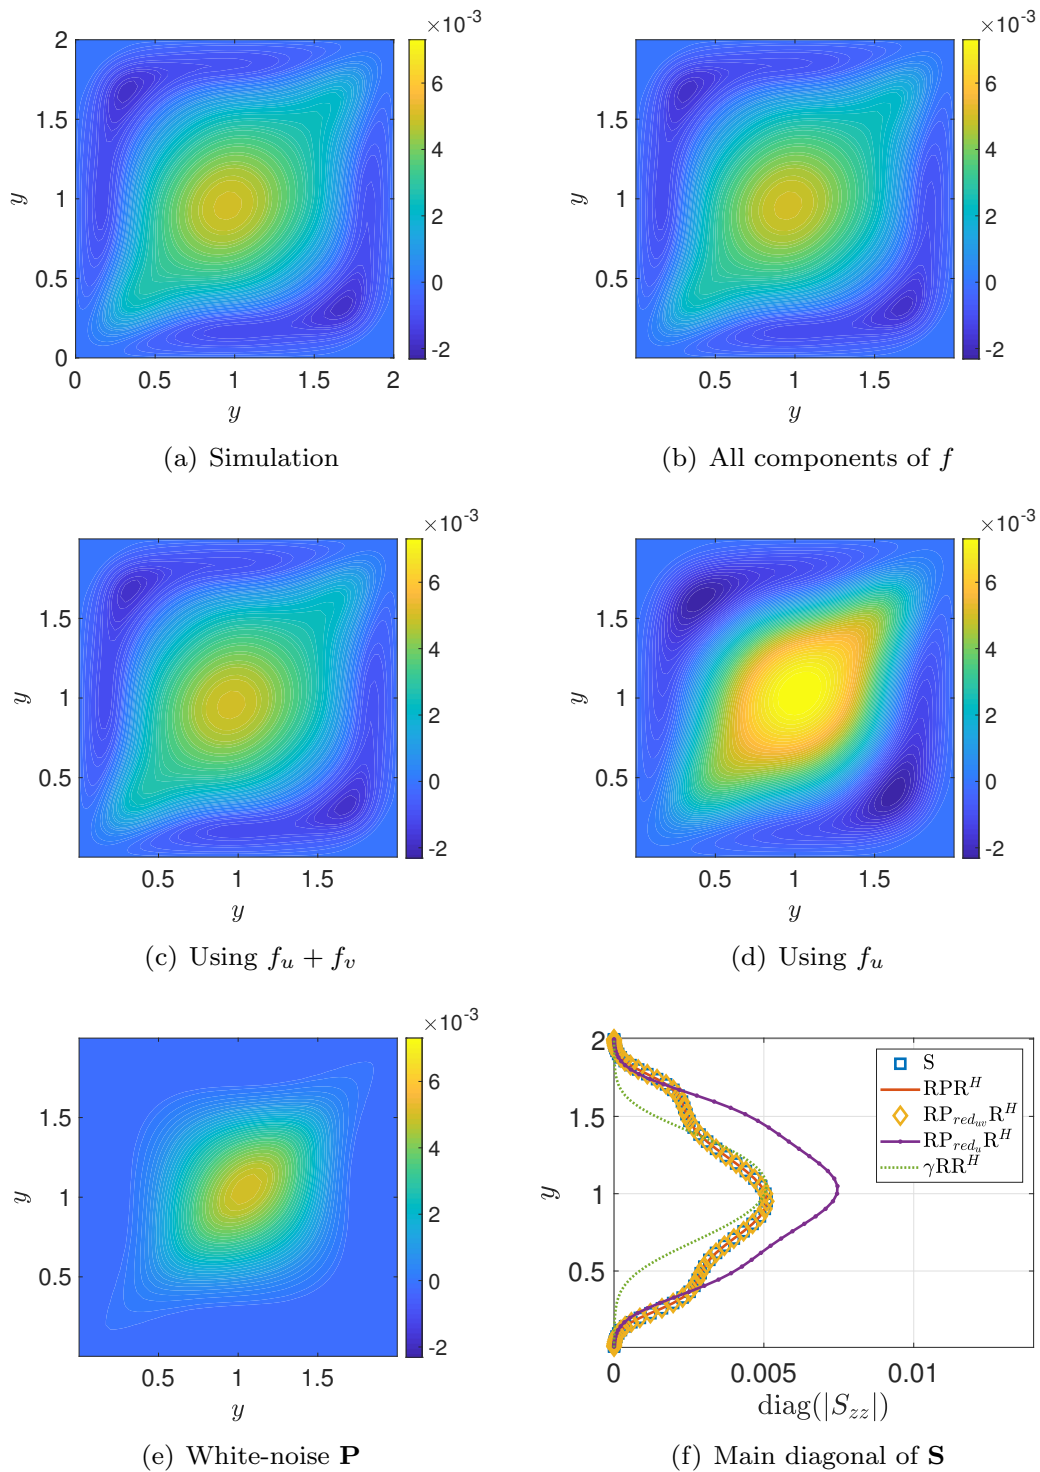 ×10⁻³
2
1.5
1
0.5
0
0 0.5 1 1.5 2
y
y
6
4
2
0
-2
(a) Simulation
×10⁻³
1.5
1
0.5
0.5 1 1.5
y
y
6
4
2
0
-2
(b) All components of f
×10⁻³
1.5
1
0.5
0.5 1 1.5
y
y
6
4
2
0
-2
(c) Using f_u + f_v
×10⁻³
1.5
1
0.5
0.5 1 1.5
y
y
6
4
2
0
-2
(d) Using f_u
×10⁻³
1.5
1
0.5
0.5 1 1.5
y
y
6
4
2
0
-2
(e) White-noise P
2
1.5
1
0.5
0 0.005 0.01
y
diag(|S_zz|)
S
RPR^H
RP_red_uv R^H
RP_red_u R^H
γRR^H
(f) Main diagonal of S